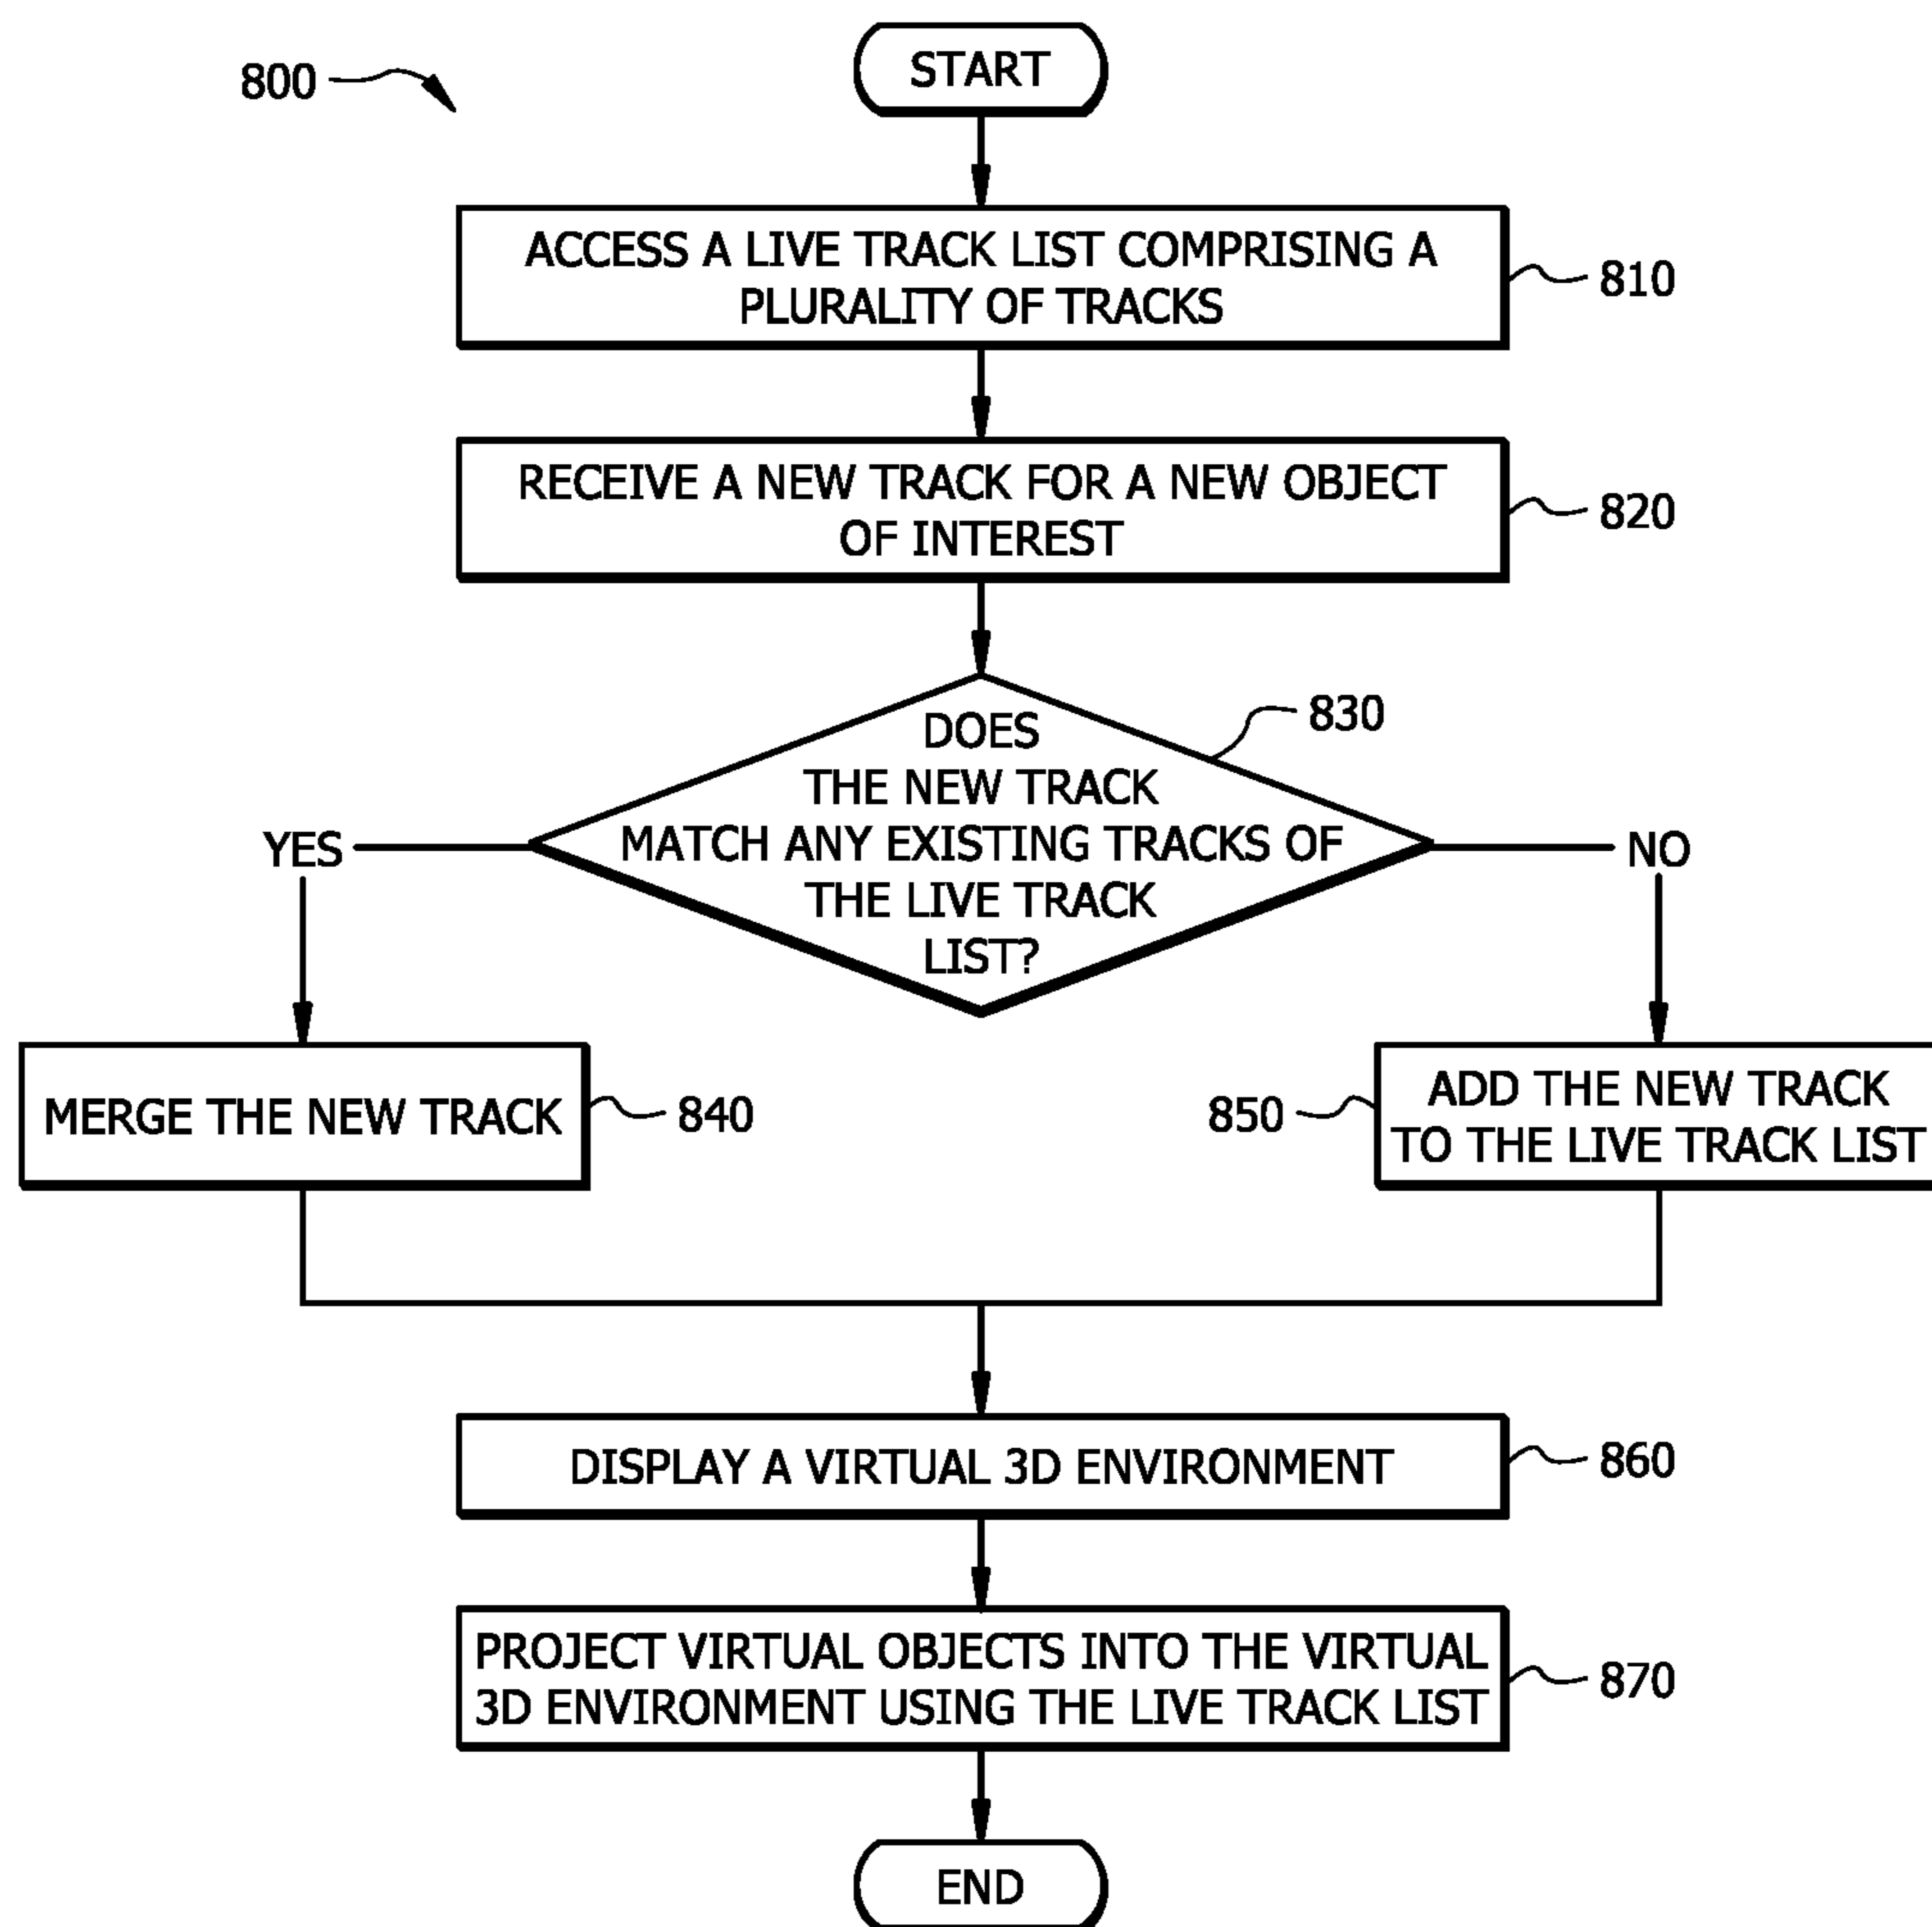 800
START
ACCESS A LIVE TRACK LIST COMPRISING A
PLURALITY OF TRACKS
810
RECEIVE A NEW TRACK FOR A NEW OBJECT
OF INTEREST
820
DOES
THE NEW TRACK
MATCH ANY EXISTING TRACKS OF
THE LIVE TRACK
LIST?
830
YES
NO
MERGE THE NEW TRACK
840
850
ADD THE NEW TRACK
TO THE LIVE TRACK LIST
DISPLAY A VIRTUAL 3D ENVIRONMENT
860
PROJECT VIRTUAL OBJECTS INTO THE VIRTUAL
3D ENVIRONMENT USING THE LIVE TRACK LIST
870
END